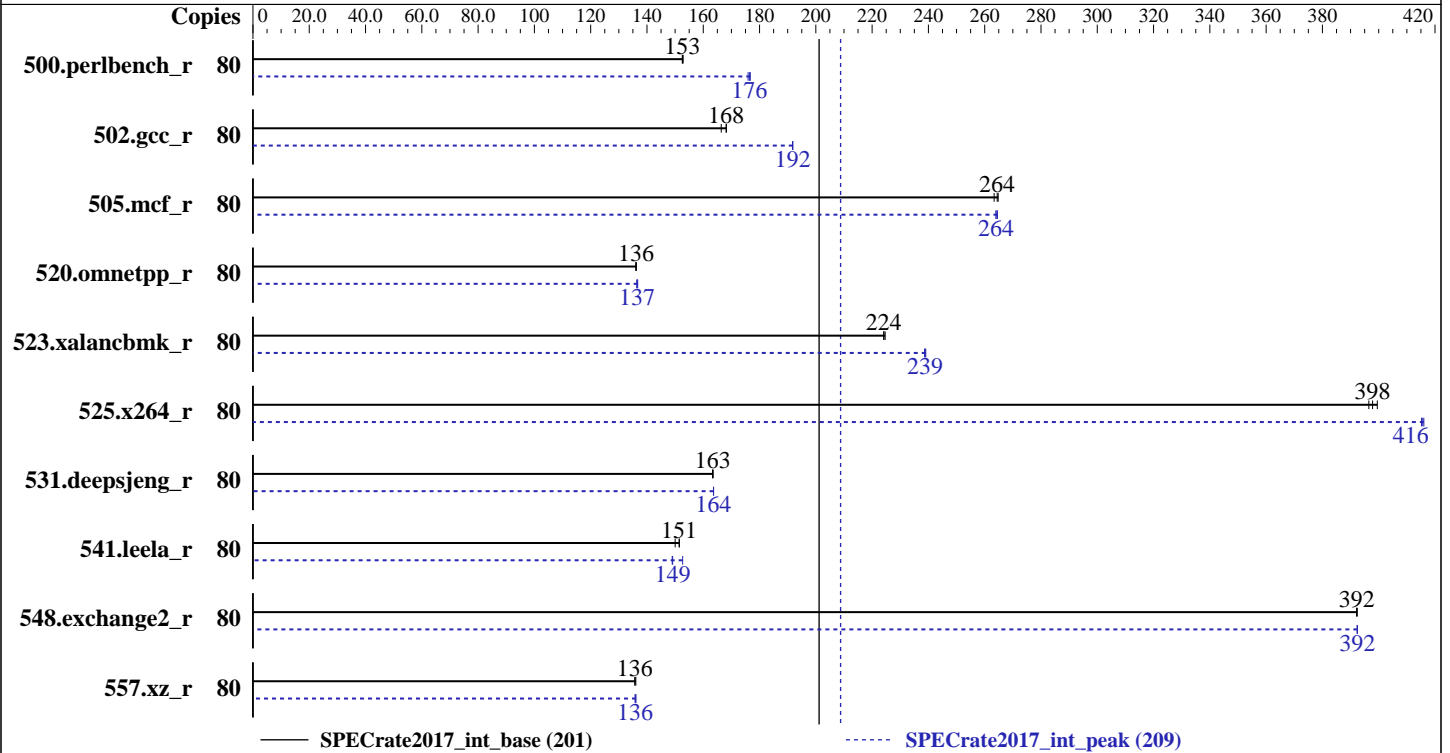 Copies 0 20.0 40.0 60.0 80.0 100 120 140 160 180 200 220 240 260 280 300 320 340 360 380 420
500.perlbench_r 80 153
176
502.gcc_r 80 168
192
505.mcf_r 80 264
264
520.omnetpp_r 80 136
137
523.xalancbmk_r 80 224
239
525.x264_r 80 398
416
531.deepsjeng_r 80 163
164
541.leela_r 80 151
149
548.exchange2_r 80 392
392
557.xz_r 80 136
136
SPECrate2017_int_base (201) SPECrate2017_int_peak (209)